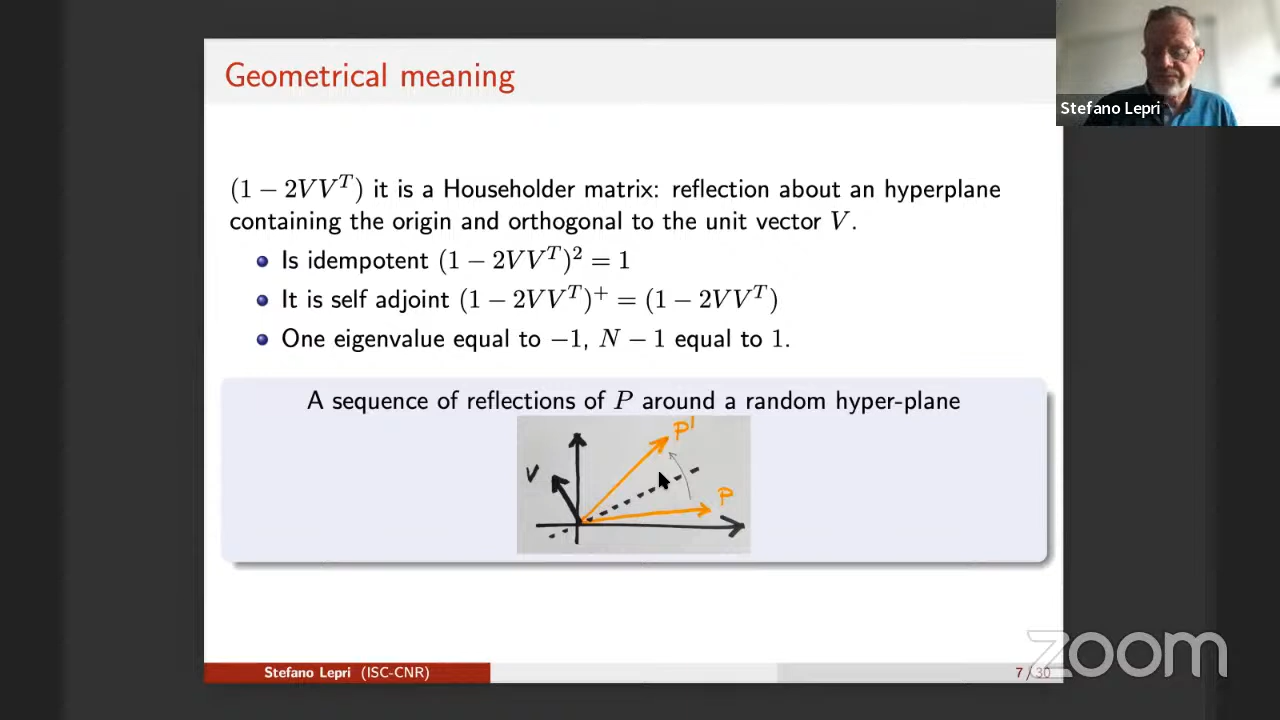 Geometrical meaning
Stefano Lepri
(1 − 2VV^T) it is a Householder matrix: reflection about an hyperplane
containing the origin and orthogonal to the unit vector V.
Is idempotent (1 − 2VV^T)^2 = 1
It is self adjoint (1 − 2VV^T)^+ = (1 − 2VV^T)
One eigenvalue equal to −1, N − 1 equal to 1.
A sequence of reflections of P around a random hyper-plane
P'
V
P
Stefano Lepri (ISC-CNR)
7 / 30
zoom